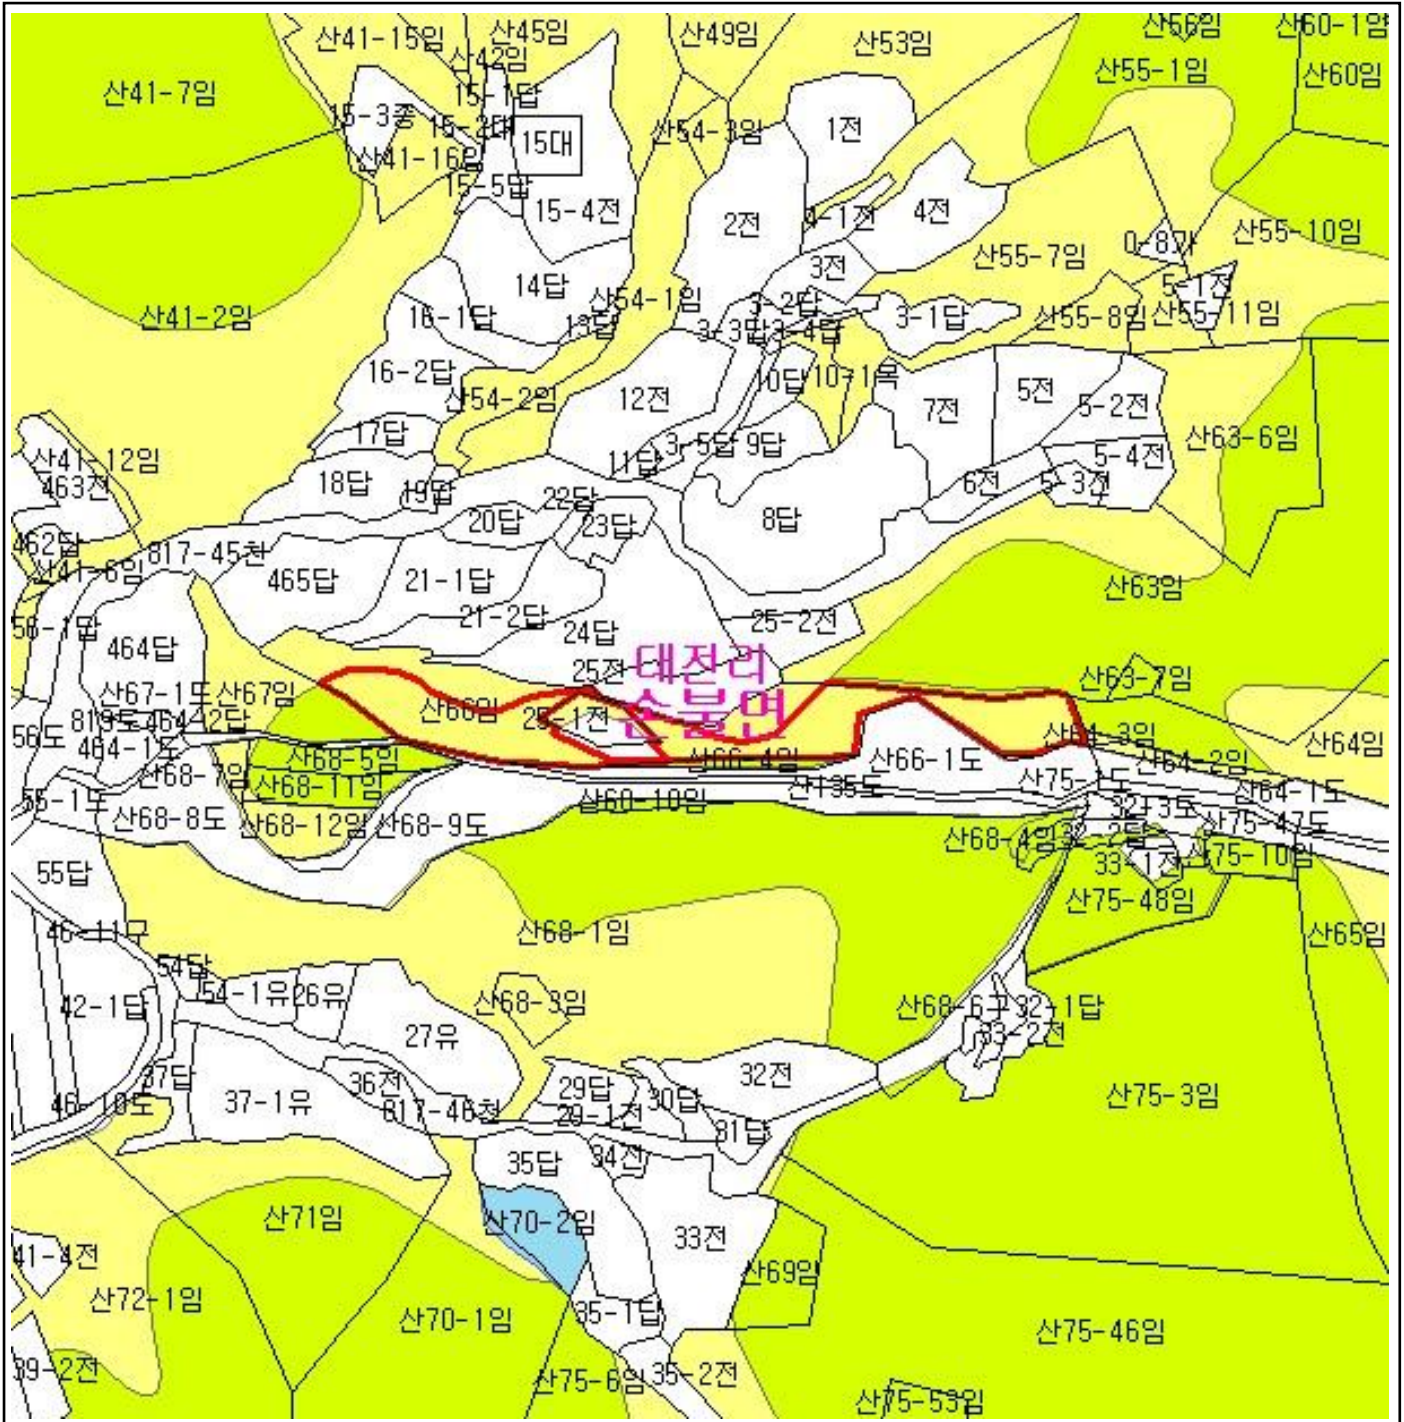 산41-15임
산45임
산49임
산53임
산56임
산60-1임
산42임
산41-7임
산55-1임
산60임
15-1답
15-3종
15-2대
15대
산54-3임
1전
산41-16임
15-5답
15-4전
2전
4-1전
4전
0-8가
산55-10임
3전
산55-7임
14답
산54-1임
5-1전
산41-2임
16-1답
13답
3-2답
3-1답
산55-8임
산55-11임
3-3답
3-4답
16-2답
산54-2임
12전
10답
10-1목
7전
5전
5-2전
17답
3-5답
9답
산63-6임
산41-12임
463전
18답
19답
11답
6전
5-4전
5-3전
22답
20답
23답
8답
462답
817-45천
산41-6임
465답
21-1답
산63임
56-1답
21-2답
24답
25-2전
464답
대전리
25전
산67-1도
산67임
산63-7임
산66임
25-1전
손불면
819도
464-2답
56도
464-1도
산64-3임
산64임
산68-5임
산66-4임
산66-1도
산64-2임
산68-7임
산68-11임
산135도
산64-1도
55-1도
산68-8도
산68-12임
산68-9도
산75-47도
산68-4임
55답
33-1전
산75-10임
산75-48임
46-11구
산68-1임
산65임
54답
54-1유
26유
42-1답
산68-3임
산68-6구
32-1답
27유
33-2전
37답
36전
32전
29답
30답
46-10도
37-1유
817-46천
29-1전
산75-3임
31답
35답
34전
산71임
산70-2임
33전
41-4전
산69임
산72-1임
산70-1임
35-1답
산75-46임
39-2전
산75-6임
35-2전
산75-53임